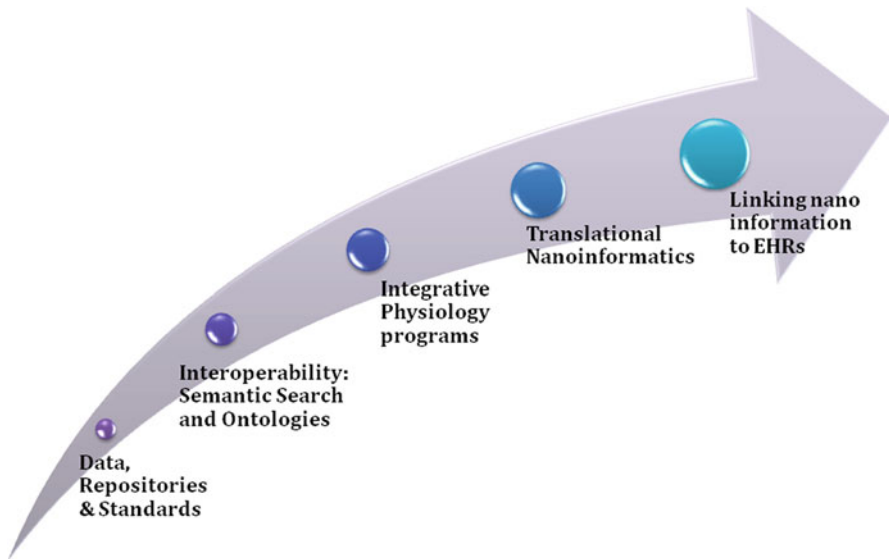 Data,
Repositories
& Standards
Interoperability:
Semantic Search
and Ontologies
Integrative
Physiology
programs
Translational
Nanoinformatics
Linking nano
information
to EHRs